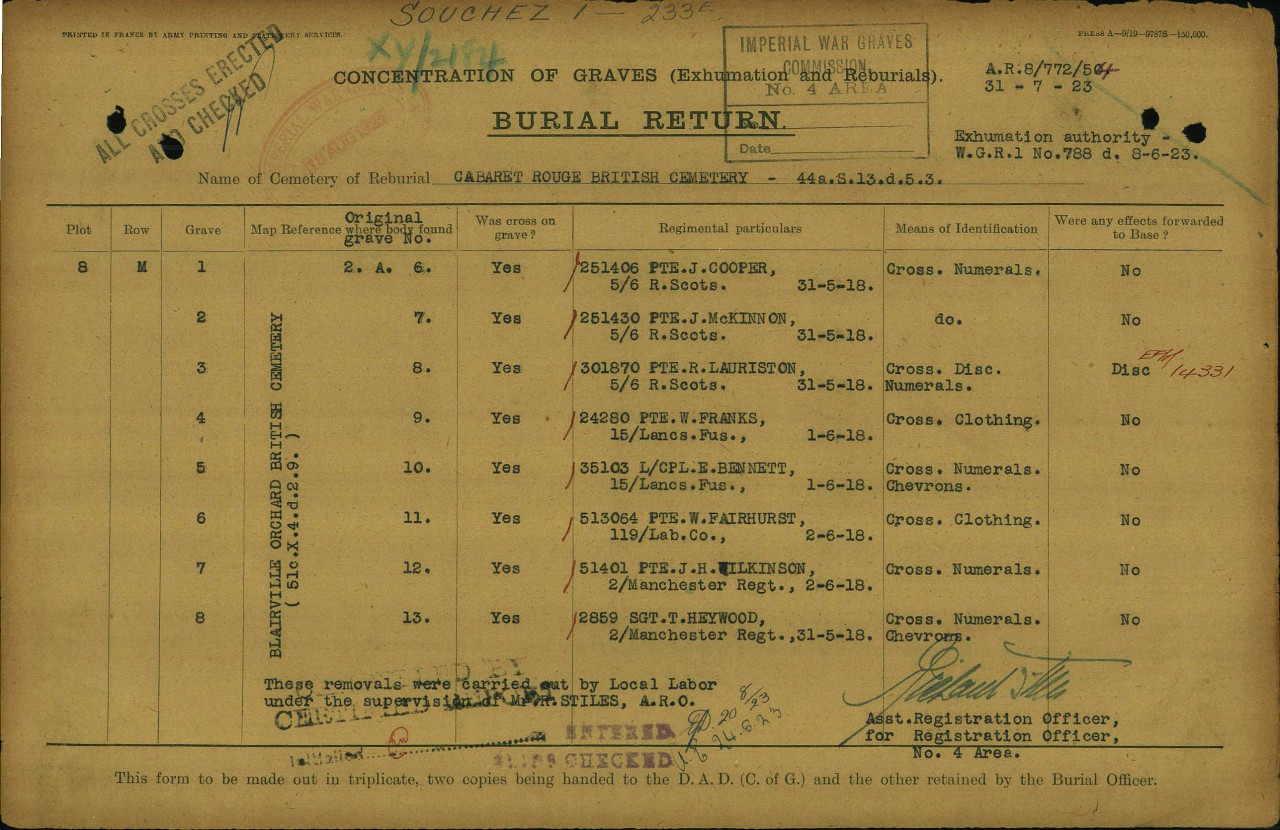 SOUCHEZ 1 — 233E
PRINTED IN FRANCE BY ARMY PRINTING AND STATIONERY SERVICES.
PRESS A—9/19—9787S—150,000.
XY/2184
ALL CROSSES ERECTED
AND CHECKED
IMPERIAL WAR GRAVES
COMMISSION.
No. 4 AREA
No.
Date
CONCENTRATION OF GRAVES (Exhumation and Reburials).
A.R.8/772/504
31 - 7 - 23
BURIAL RETURN.
Exhumation authority -
W.G.R.1 No.788 d. 8-6-23.
Name of Cemetery of Reburial CABARET ROUGE BRITISH CEMETERY - 44a.S.13.d.5.3.
Plot Row Grave Map Reference where body found Original grave No. Was cross on grave? Regimental particulars Means of Identification Were any effects forwarded to Base?
8 M 1 2. A. 6. Yes 251406 PTE.J.COOPER, Cross. Numerals. No
5/6 R.Scots. 31-5-18.
2 7. Yes 251430 PTE.J.McKINNON, do. No
5/6 R.Scots. 31-5-18.
3 8. Yes 301870 PTE.R.LAURISTON, Cross. Disc. Disc EFM/14331
5/6 R.Scots. 31-5-18. Numerals.
4 9. Yes 24280 PTE.W.FRANKS, Cross. Clothing. No
15/Lancs.Fus., 1-6-18.
5 10. Yes 35103 L/CPL.E.BENNETT, Cross. Numerals. No
15/Lancs.Fus., 1-6-18. Chevrons.
6 11. Yes 513064 PTE.W.FAIRHURST, Cross. Clothing. No
119/Lab.Co., 2-6-18.
7 12. Yes 51401 PTE.J.H.WILKINSON, Cross. Numerals. No
2/Manchester Regt., 2-6-18.
8 13. Yes 2859 SGT.T.HEYWOOD, Cross. Numerals. No
2/Manchester Regt.,31-5-18. Chevrons.
BLAIRVILLE ORCHARD BRITISH CEMETERY
( 51c.X.4.d.2.9. )
These removals were carried out by Local Labor
under the supervision of Mr.R.STILES, A.R.O.
20 8/23
24.8.23
Initialled
ENTERED
SLIPS CHECKED
Asst.Registration Officer,
for Registration Officer,
No. 4 Area.
This form to be made out in triplicate, two copies being handed to the D. A. D. (C. of G.) and the other retained by the Burial Officer.